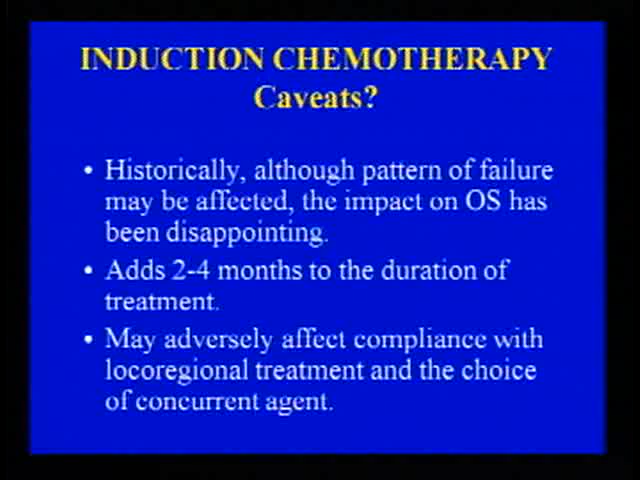 INDUCTION CHEMOTHERAPY
Caveats?
• Historically, although pattern of failure
may be affected, the impact on OS has
been disappointing.
• Adds 2-4 months to the duration of
treatment.
• May adversely affect compliance with
locoregional treatment and the choice
of concurrent agent.